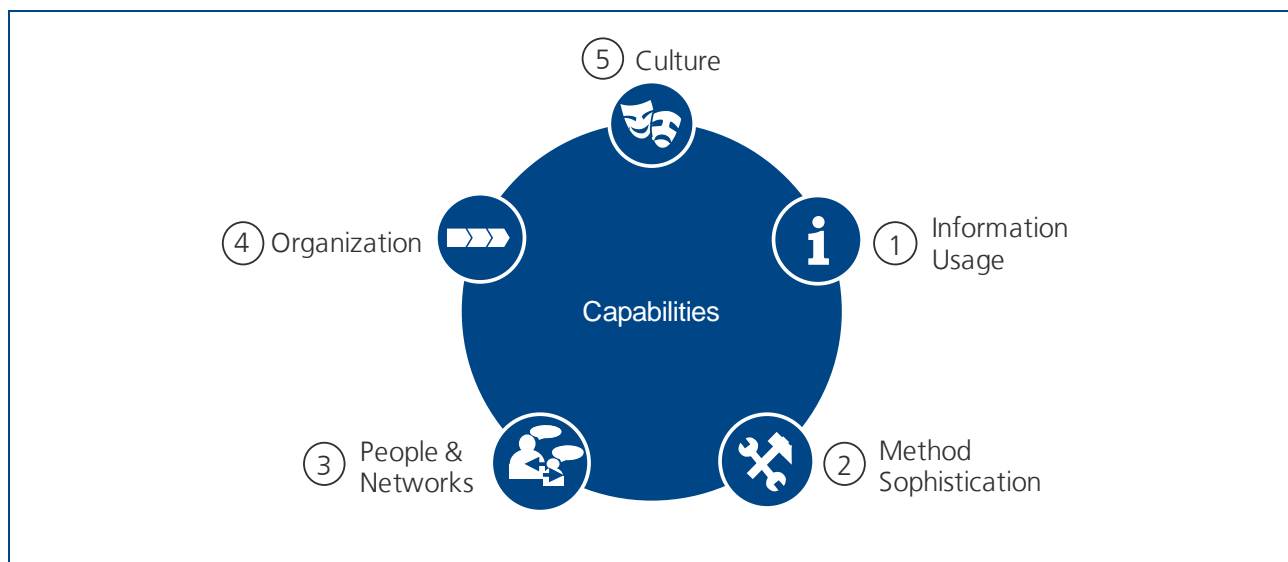 5 Culture
4 Organization
1 Information
Usage
Capabilities
3 People &
Networks
2 Method
Sophistication